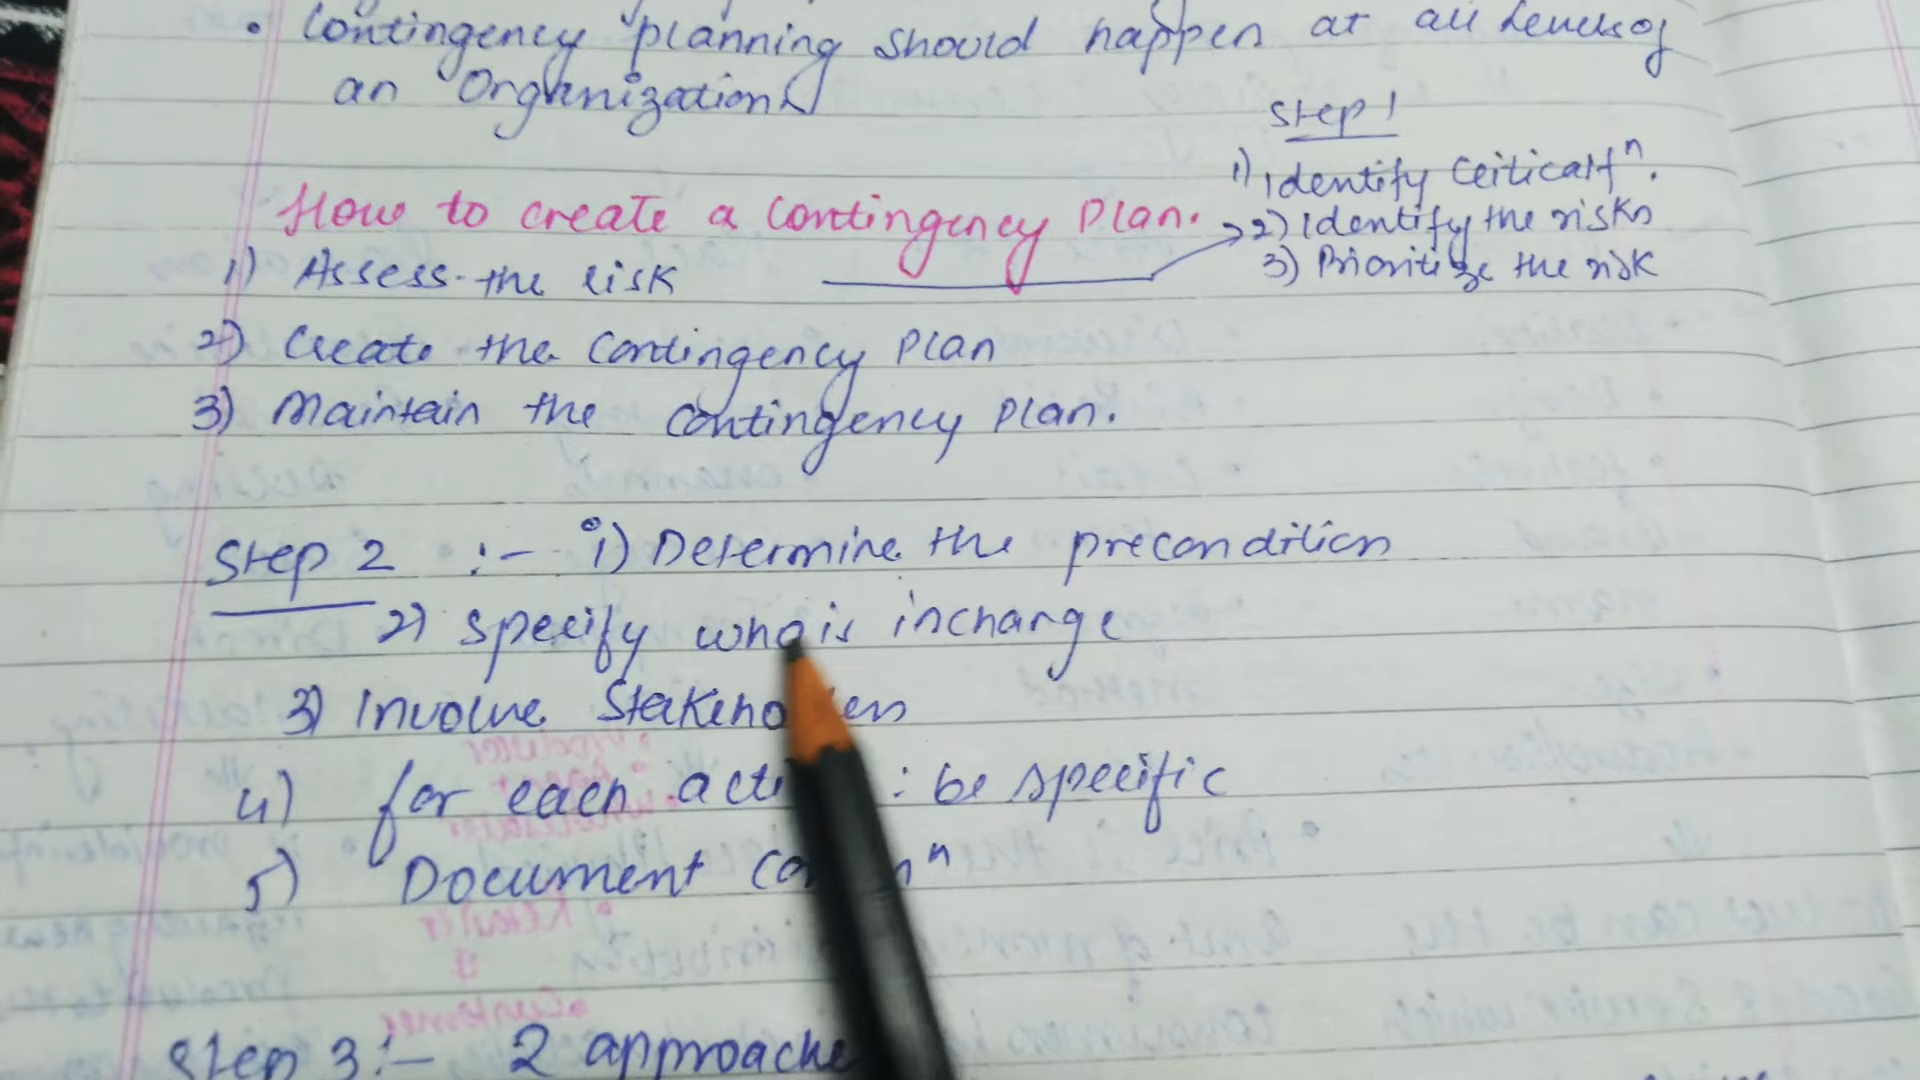 • Contingency planning should happen at all levels of
an Organization
How to create a Contingency Plan.
1) Assess the risk
2) Create the Contingency Plan
3) Maintain the Contingency Plan.
Step 1
1) Identify Critical fⁿ.
2) Identify the risks
3) Prioritize the risk
Step 2 :- 1) Determine the precondition
2) specify who is incharge
3) Involve
4) for each : be specific
5) Document
Step 3:- 2